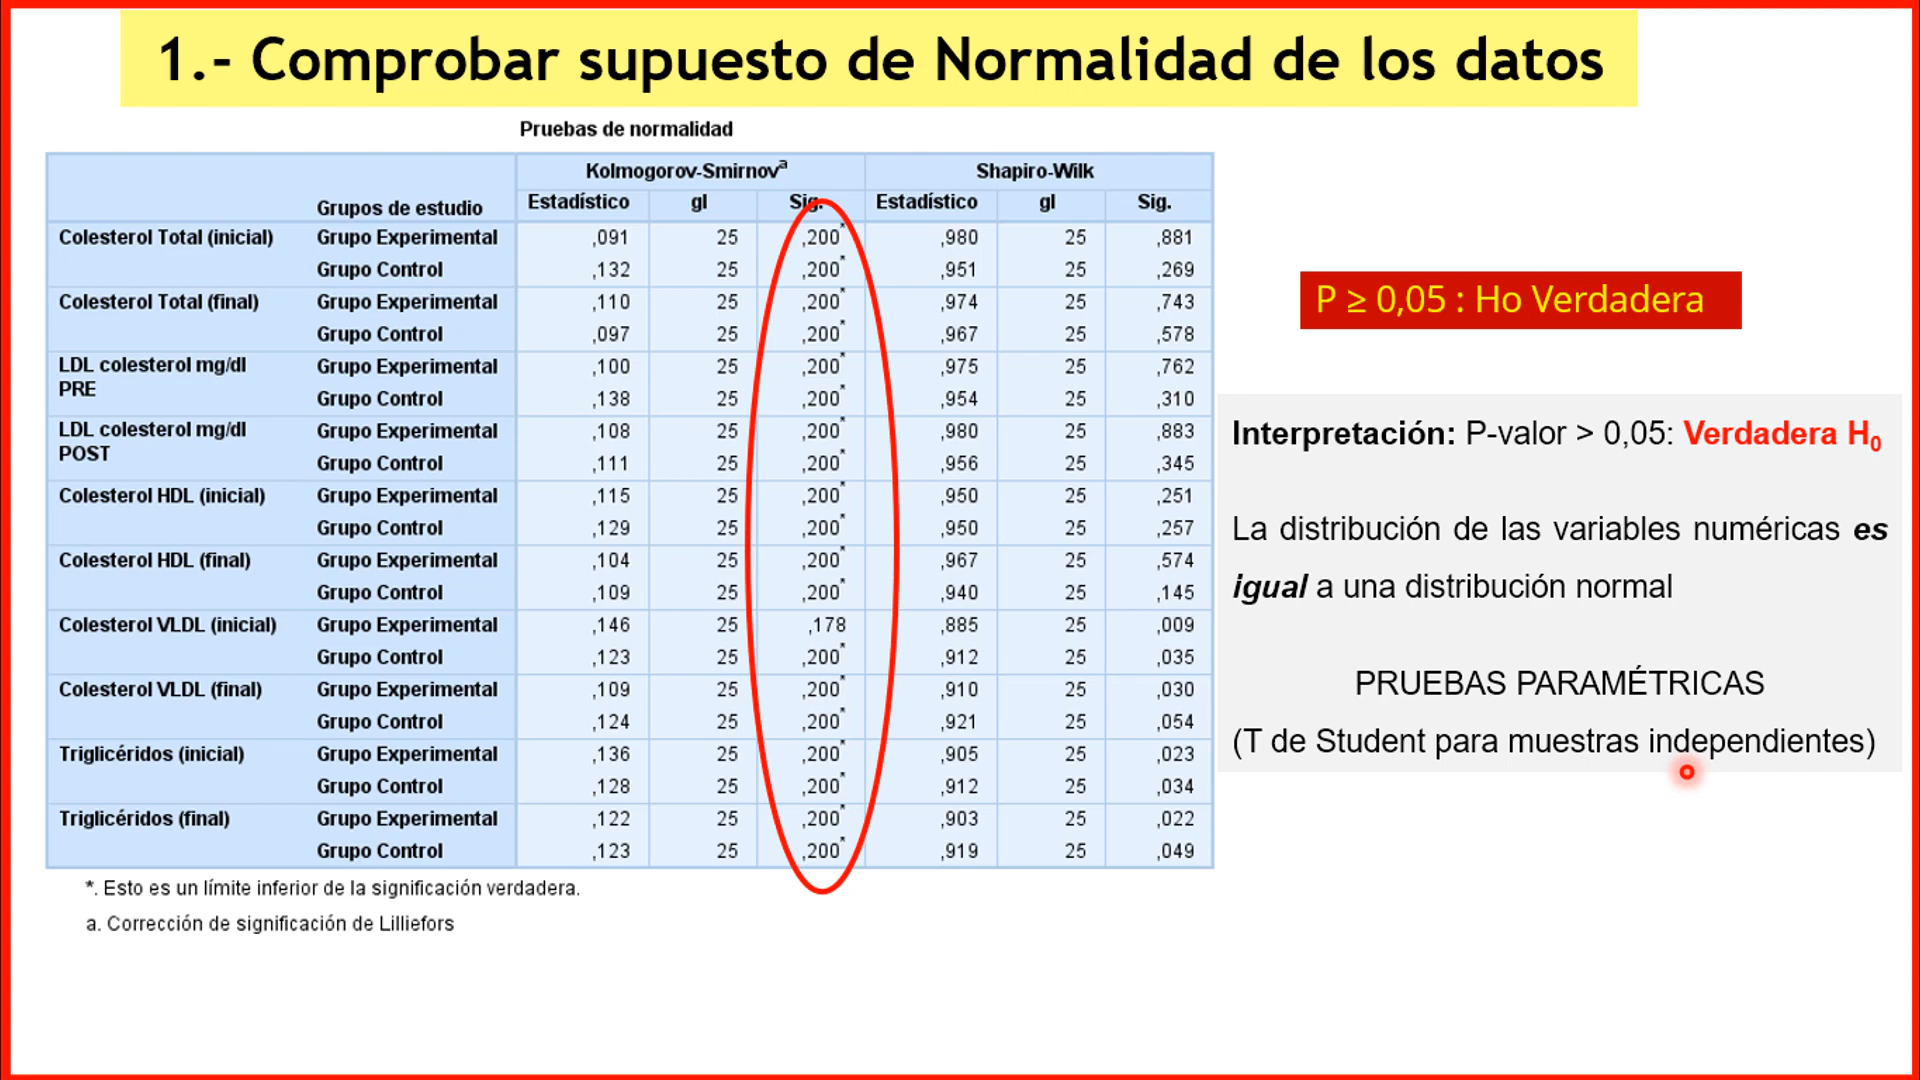 1.- Comprobar supuesto de Normalidad de los datos
Pruebas de normalidad
Kolmogorov-Smirnovª Shapiro-Wilk
Grupos de estudio Estadístico gl Sig. Estadístico gl Sig.
Colesterol Total (inicial) Grupo Experimental ,091 25 ,200* ,980 25 ,881
Grupo Control ,132 25 ,200* ,951 25 ,269
Colesterol Total (final) Grupo Experimental ,110 25 ,200* ,974 25 ,743
Grupo Control ,097 25 ,200* ,967 25 ,578
LDL colesterol mg/dl PRE Grupo Experimental ,100 25 ,200* ,975 25 ,762
Grupo Control ,138 25 ,200* ,954 25 ,310
LDL colesterol mg/dl POST Grupo Experimental ,108 25 ,200* ,980 25 ,883
Grupo Control ,111 25 ,200* ,956 25 ,345
Colesterol HDL (inicial) Grupo Experimental ,115 25 ,200* ,950 25 ,251
Grupo Control ,129 25 ,200* ,950 25 ,257
Colesterol HDL (final) Grupo Experimental ,104 25 ,200* ,967 25 ,574
Grupo Control ,109 25 ,200* ,940 25 ,145
Colesterol VLDL (inicial) Grupo Experimental ,146 25 ,178 ,885 25 ,009
Grupo Control ,123 25 ,200* ,912 25 ,035
Colesterol VLDL (final) Grupo Experimental ,109 25 ,200* ,910 25 ,030
Grupo Control ,124 25 ,200* ,921 25 ,054
Triglicéridos (inicial) Grupo Experimental ,136 25 ,200* ,905 25 ,023
Grupo Control ,128 25 ,200* ,912 25 ,034
Triglicéridos (final) Grupo Experimental ,122 25 ,200* ,903 25 ,022
Grupo Control ,123 25 ,200* ,919 25 ,049
*. Esto es un límite inferior de la significación verdadera.
a. Corrección de significación de Lilliefors
P ≥ 0,05 : Ho Verdadera
Interpretación: P-valor > 0,05: Verdadera H₀
La distribución de las variables numéricas es
igual a una distribución normal
PRUEBAS PARAMÉTRICAS
(T de Student para muestras independientes)